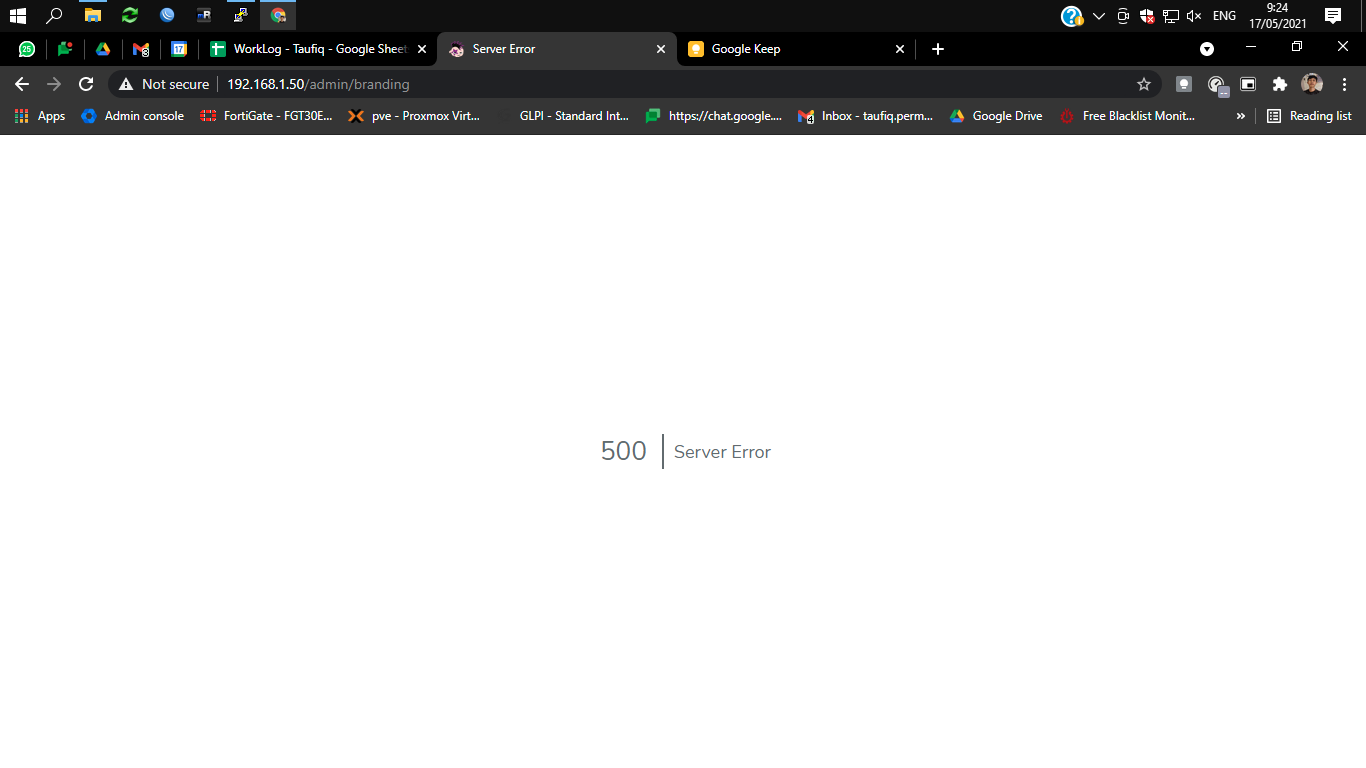 9:24
ENG
17/05/2021
25
3
17
WorkLog - Taufiq - Google Sheet
Server Error
Google Keep
Not secure
192.168.1.50/admin/branding
Apps
Admin console
FortiGate - FGT30E...
pve - Proxmox Virt...
GLPI - Standard Int...
https://chat.google....
4
Inbox - taufiq.perm...
Google Drive
Free Blacklist Monit...
»
Reading list
500
Server Error